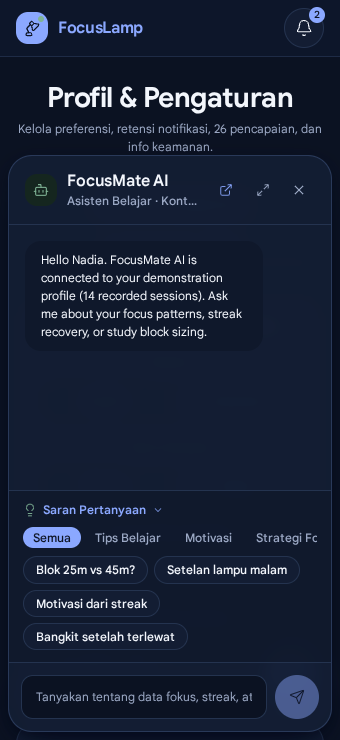 FocusLamp
2
Profil & Pengaturan
Kelola preferensi, retensi notifikasi, 26 pencapaian, dan
info keamanan.
FocusMate AI
Asisten Belajar · Kont...
Hello Nadia. FocusMate AI is
connected to your demonstration
profile (14 recorded sessions). Ask
me about your focus patterns, streak
recovery, or study block sizing.
Saran Pertanyaan
Semua Tips Belajar Motivasi Strategi Fo
Blok 25m vs 45m? Setelan lampu malam
Motivasi dari streak
Bangkit setelah terlewat
Tanyakan tentang data fokus, streak, at